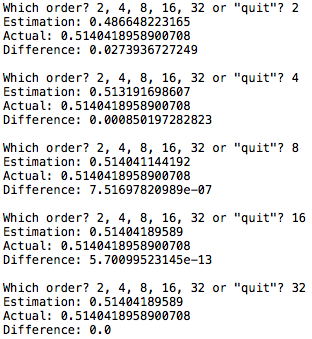 Which order? 2, 4, 8, 16, 32 or "quit"? 2
Estimation: 0.486648223165
Actual: 0.5140418958900708
Difference: 0.0273936727249
Which order? 2, 4, 8, 16, 32 or "quit"? 4
Estimation: 0.513191698607
Actual: 0.5140418958900708
Difference: 0.000850197282823
Which order? 2, 4, 8, 16, 32 or "quit"? 8
Estimation: 0.514041144192
Actual: 0.5140418958900708
Difference: 7.51697820989e-07
Which order? 2, 4, 8, 16, 32 or "quit"? 16
Estimation: 0.51404189589
Actual: 0.5140418958900708
Difference: 5.70099523145e-13
Which order? 2, 4, 8, 16, 32 or "quit"? 32
Estimation: 0.51404189589
Actual: 0.5140418958900708
Difference: 0.0